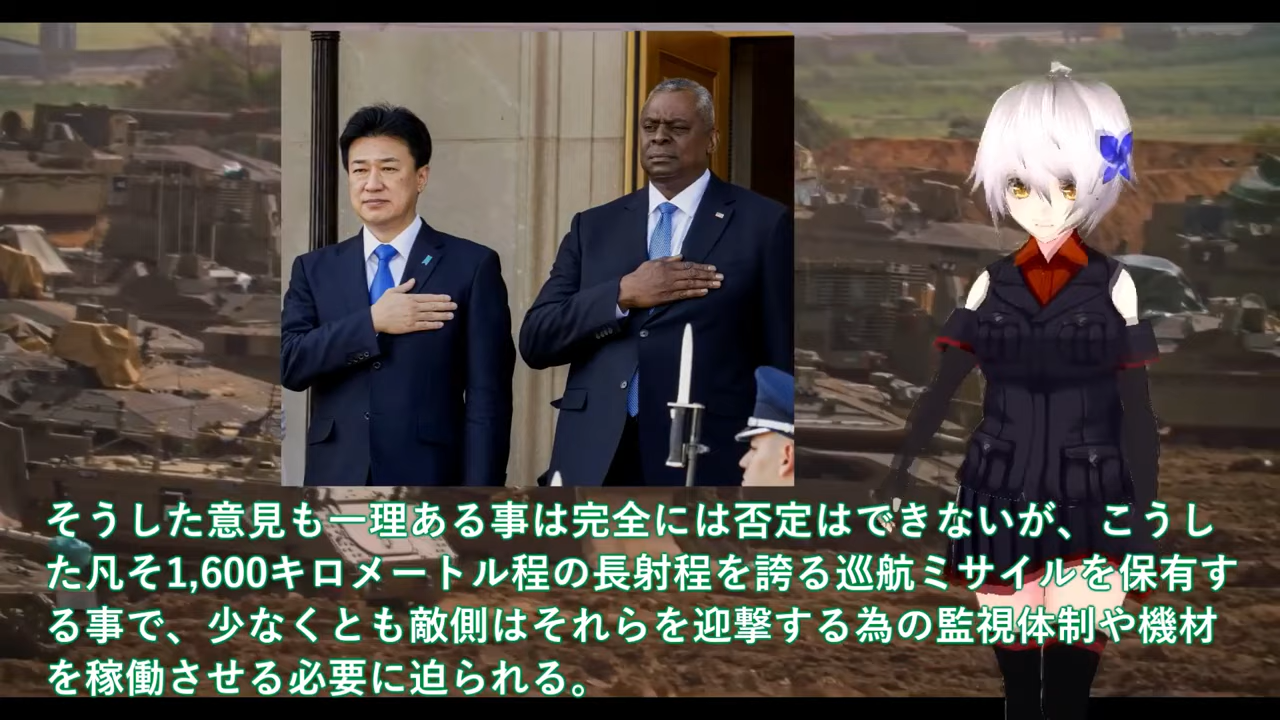 そうした意見も一理ある事は完全には否定はできないが、こうし
た凡そ1,600キロメートル程の長射程を誇る巡航ミサイルを保有す
る事で、少なくとも敵側はそれらを迎撃する為の監視体制や機材
を稼働させる必要に迫られる。